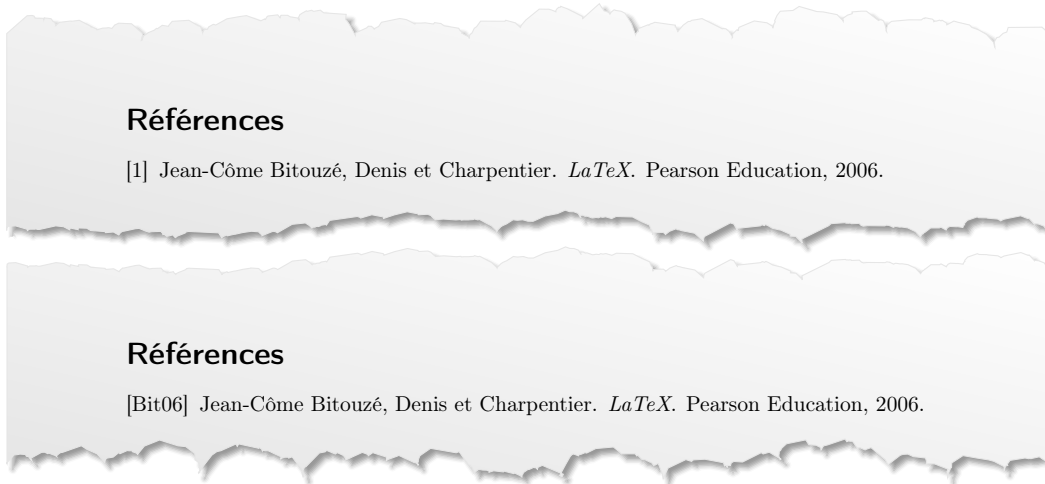 Références
[1] Jean-Côme Bitouzé, Denis et Charpentier. LaTeX. Pearson Education, 2006.
Références
[Bit06] Jean-Côme Bitouzé, Denis et Charpentier. LaTeX. Pearson Education, 2006.